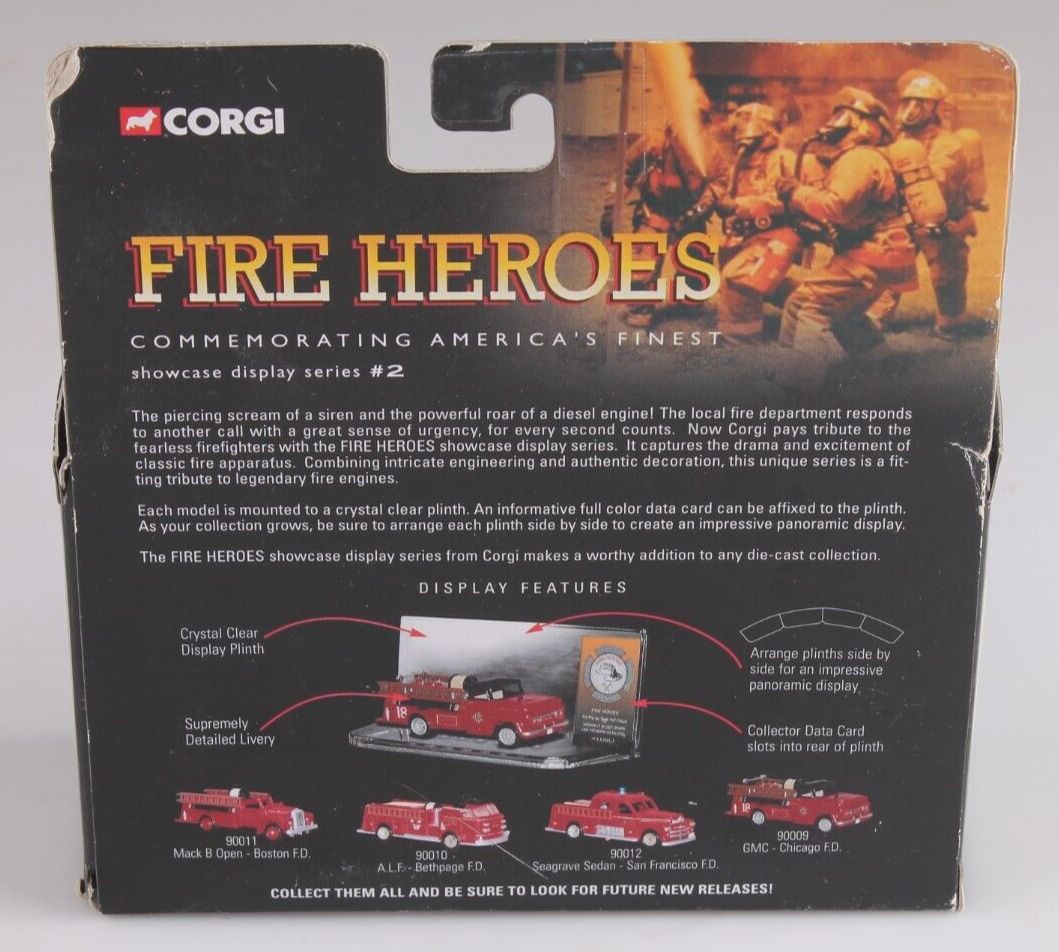 CORGI
FIRE HEROES
COMMEMORATING AMERICA'S FINEST
showcase display series #2
The piercing scream of a siren and the powerful roar of a diesel engine! The local fire department responds
to another call with a great sense of urgency, for every second counts. Now Corgi pays tribute to the
fearless firefighters with the FIRE HEROES showcase display series. It captures the drama and excitement of
classic fire apparatus. Combining intricate engineering and authentic decoration, this unique series is a fit-
ting tribute to legendary fire engines.
Each model is mounted to a crystal clear plinth. An informative full color data card can be affixed to the plinth.
As your collection grows, be sure to arrange each plinth side by side to create an impressive panoramic display.
The FIRE HEROES showcase display series from Corgi makes a worthy addition to any die-cast collection.
DISPLAY FEATURES
Crystal Clear
Display Plinth
Arrange plinths side by
side for an impressive
panoramic display
Supremely
Detailed Livery
18
FIRE HEROES
Collector Data Card
slots into rear of plinth
18
90011
Mack B Open - Boston F.D.
90010
A.L.F. - Bethpage F.D.
90012
Seagrave Sedan - San Francisco F.D.
90009
GMC - Chicago F.D.
COLLECT THEM ALL AND BE SURE TO LOOK FOR FUTURE NEW RELEASES!